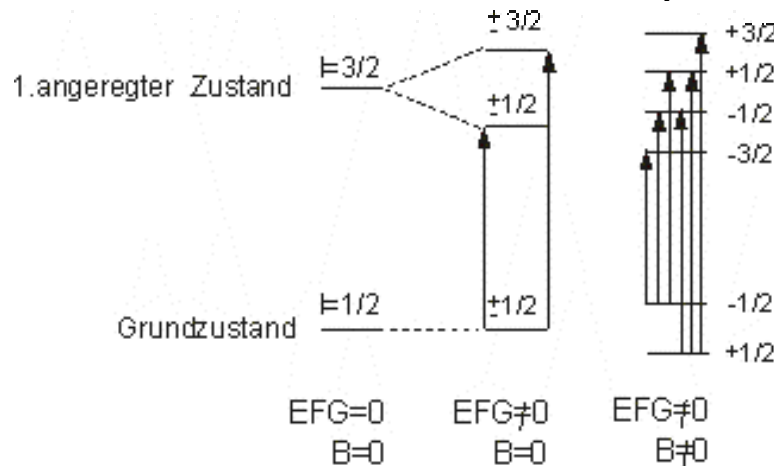 ± 3/2
I=3/2
1.angeregter Zustand
±1/2
+3/2
+1/2
-1/2
-3/2
I=1/2
±1/2
Grundzustand
-1/2
+1/2
EFG=0 EFG≠0 EFG≠0
B=0 B=0 B≠0